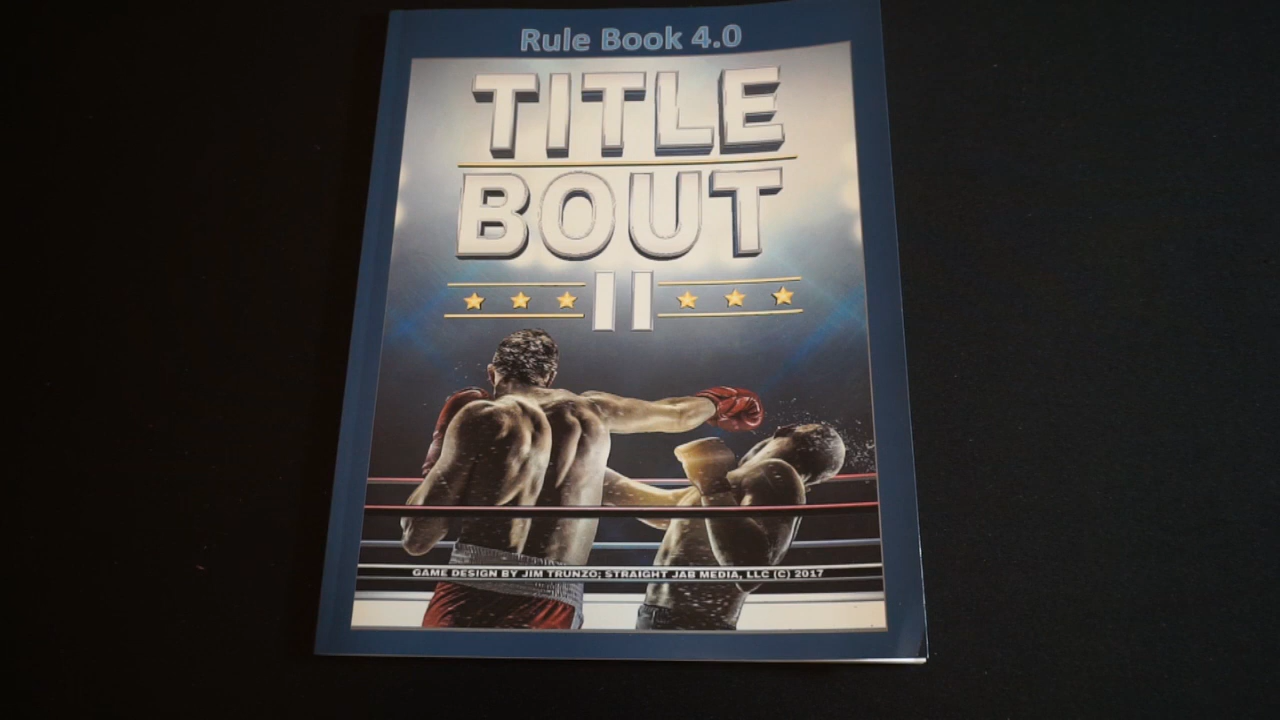 Rule Book 4.0
TITLE
BOUT
II
GAME DESIGN BY JIM TRUNZO; STRAIGHT JAB MEDIA, LLC (C) 2017